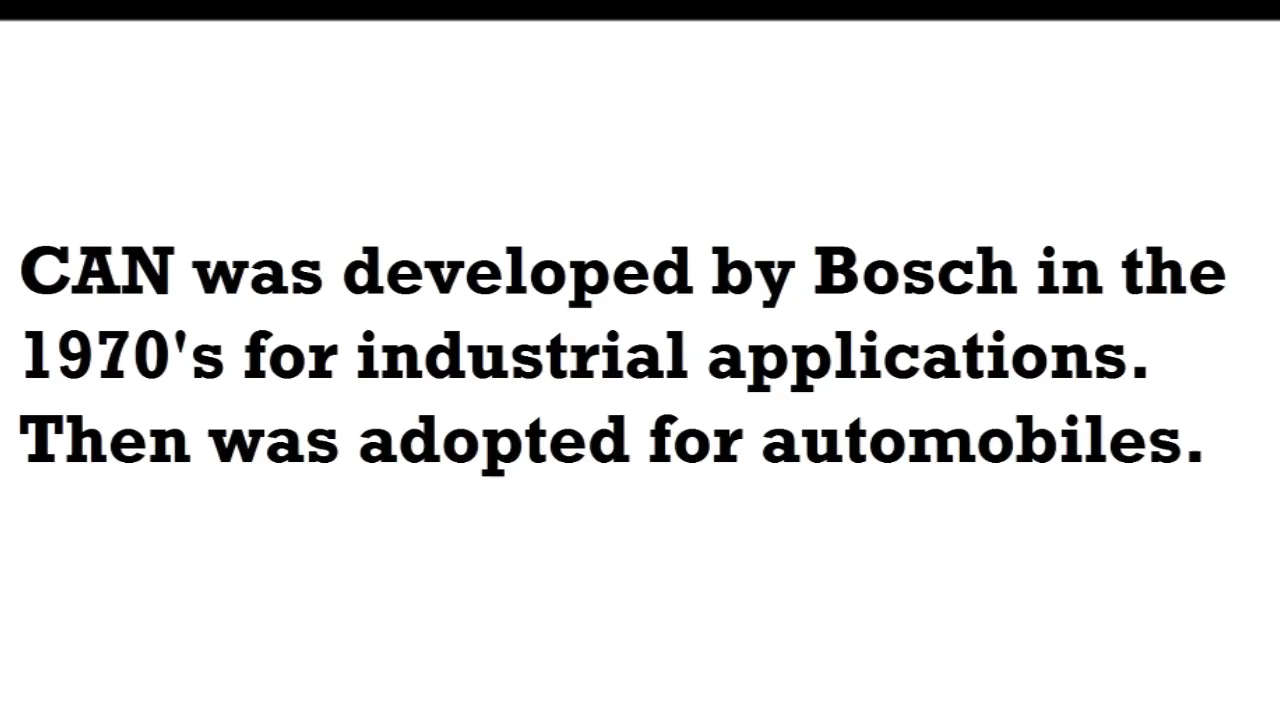 CAN was developed by Bosch in the
1970's for industrial applications.
Then was adopted for automobiles.